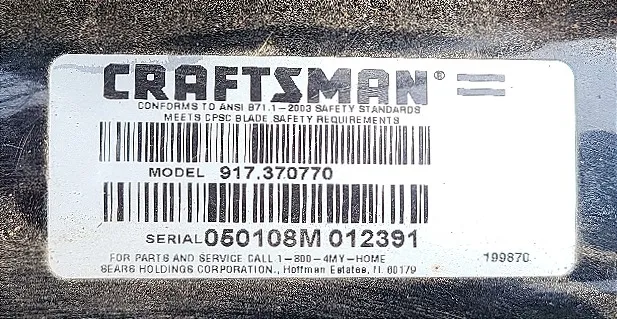 CRAFTSMAN®
CONFORMS TO ANSI B71.1-2003 SAFETY STANDARDS
MEETS CPSC BLADE SAFETY REQUIREMENTS
MODEL 917.370770
SERIAL 050108M 012391
FOR PARTS AND SERVICE CALL 1-800-4MY-HOME
SEARS HOLDINGS CORPORATION., Hoffman Estates, Il. 60179
199870